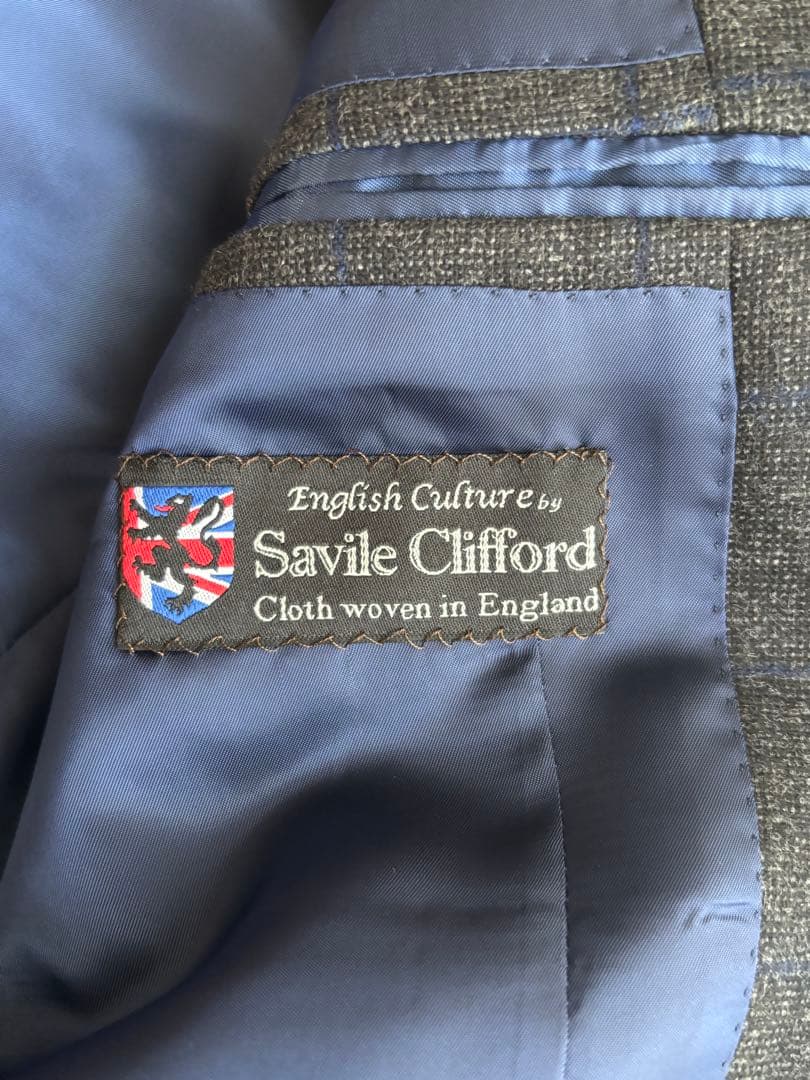 English Culture by
Savile Clifford
Cloth woven in England